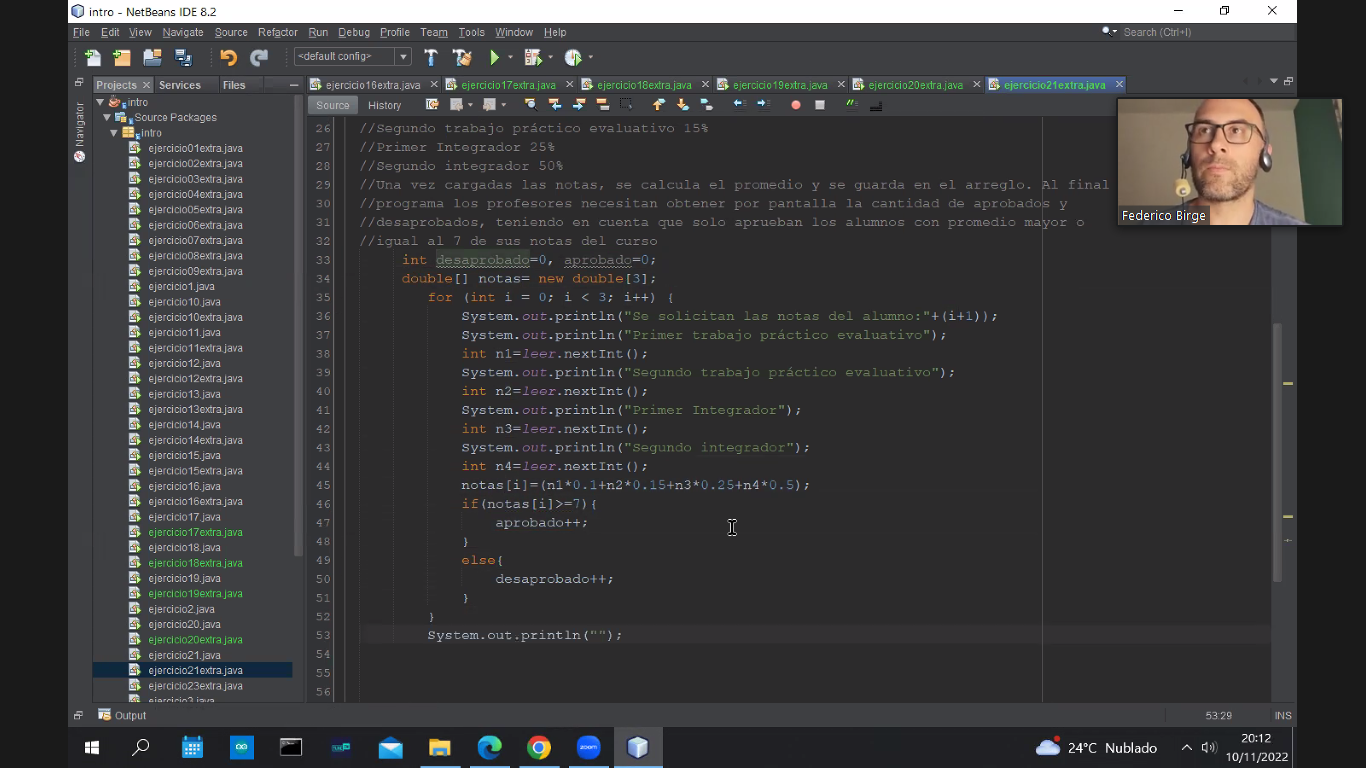 intro - NetBeans IDE 8.2
File Edit View Navigate Source Refactor Run Debug Profile Team Tools Window Help
Search (Ctrl+I)
<default config>
Projects Services Files
ejercicio16extra.java ejercicio17extra.java ejercicio18extra.java ejercicio19extra.java ejercicio20extra.java ejercicio21extra.java
Source History
Navigator
intro
Source Packages
intro
ejercicio01extra.java
ejercicio02extra.java
ejercicio03extra.java
ejercicio04extra.java
ejercicio05extra.java
ejercicio06extra.java
ejercicio07extra.java
ejercicio08extra.java
ejercicio09extra.java
ejercicio1.java
ejercicio10.java
ejercicio10extra.java
ejercicio11.java
ejercicio11extra.java
ejercicio12.java
ejercicio12extra.java
ejercicio13.java
ejercicio13extra.java
ejercicio14.java
ejercicio14extra.java
ejercicio15.java
ejercicio15extra.java
ejercicio16.java
ejercicio16extra.java
ejercicio17.java
ejercicio17extra.java
ejercicio18.java
ejercicio18extra.java
ejercicio19.java
ejercicio19extra.java
ejercicio2.java
ejercicio20.java
ejercicio20extra.java
ejercicio21.java
ejercicio21extra.java
ejercicio23extra.java
ejercicio3.java
26 //Segundo trabajo práctico evaluativo 15%
27 //Primer Integrador 25%
28 //Segundo integrador 50%
29 //Una vez cargadas las notas, se calcula el promedio y se guarda en el arreglo. Al final
30 //programa los profesores necesitan obtener por pantalla la cantidad de aprobados y
31 //desaprobados, teniendo en cuenta que solo aprueban los alumnos con promedio mayor o
32 //igual al 7 de sus notas del curso
33 int desaprobado=0, aprobado=0;
34 double[] notas= new double[3];
35 for (int i = 0; i < 3; i++) {
36 System.out.println("Se solicitan las notas del alumno:"+(i+1));
37 System.out.println("Primer trabajo práctico evaluativo");
38 int n1=leer.nextInt();
39 System.out.println("Segundo trabajo práctico evaluativo");
40 int n2=leer.nextInt();
41 System.out.println("Primer Integrador");
42 int n3=leer.nextInt();
43 System.out.println("Segundo integrador");
44 int n4=leer.nextInt();
45 notas[i]=(n1*0.1+n2*0.15+n3*0.25+n4*0.5);
46 if(notas[i]>=7){
47 aprobado++;
48 }
49 else{
50 desaprobado++;
51 }
52 }
53 System.out.println("");
54
55
56
Federico Birge
Output
53:29 INS
zoom
24°C Nublado
20:12
10/11/2022